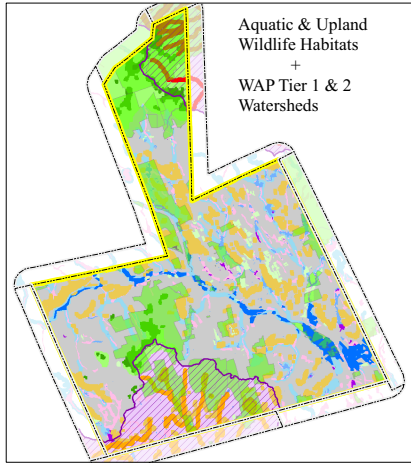 Aquatic & Upland
Wildlife Habitats
+
WAP Tier 1 & 2
Watersheds